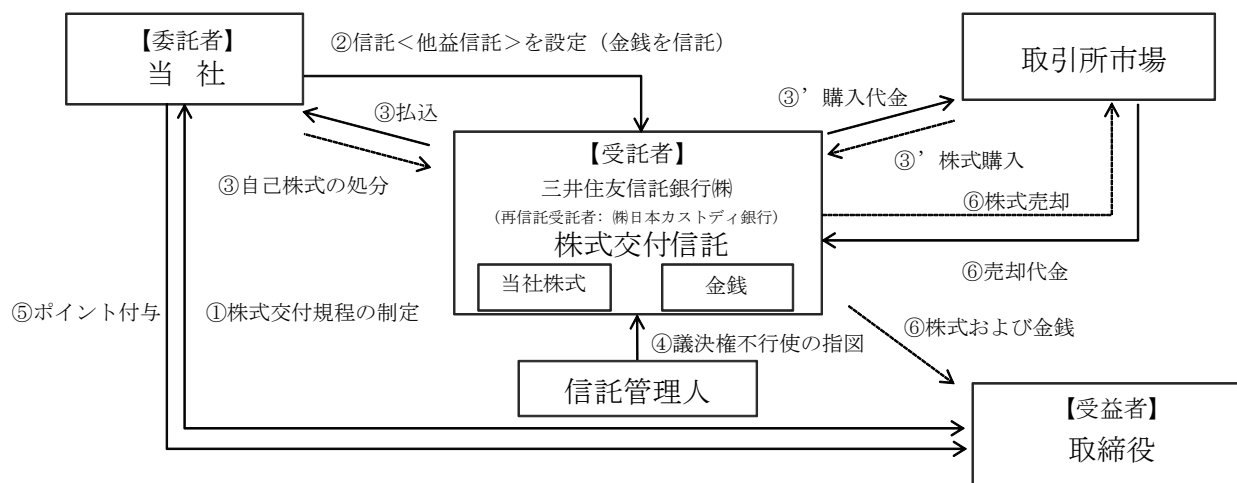 【委託者】
当 社
②信託＜他益信託＞を設定（金銭を信託）
取引所市場
③払込
③’購入代金
③自己株式の処分
③’株式購入
【受託者】
三井住友信託銀行㈱
(再信託受託者：㈱日本カストディ銀行)
株式交付信託
当社株式
金銭
⑥株式売却
⑥売却代金
⑤ポイント付与
①株式交付規程の制定
④議決権不行使の指図
⑥株式および金銭
信託管理人
【受益者】
取締役